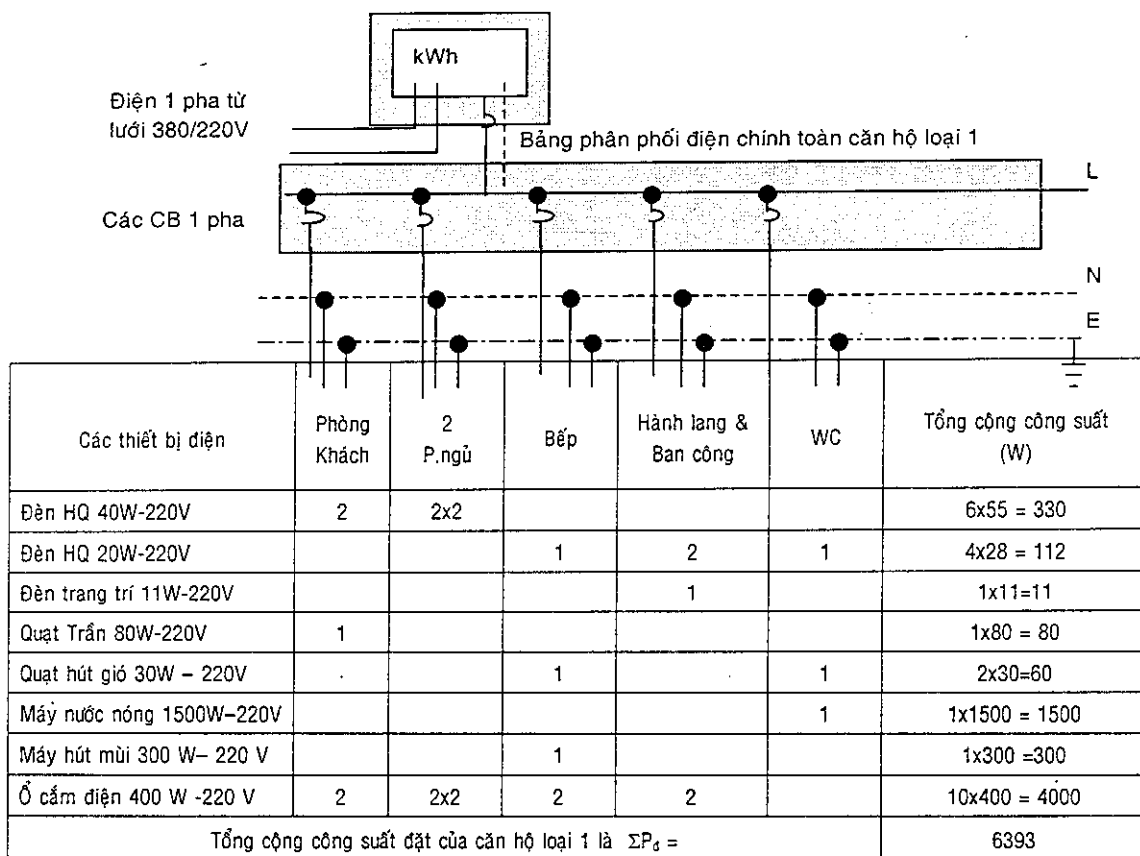 kWh
Điện 1 pha từ
lưới 380/220V
Bảng phân phối điện chính toàn căn hộ loại 1
L
Các CB 1 pha
N
E
Các thiết bị điện Phòng Khách 2 P.ngủ Bếp Hành lang & Ban công WC Tổng cộng công suất (W)
Đèn HQ 40W-220V 2 2x2 6x55 = 330
Đèn HQ 20W-220V 1 2 1 4x28 = 112
Đèn trang trí 11W-220V 1 1x11=11
Quạt Trần 80W-220V 1 1x80 = 80
Quạt hút gió 30W – 220V 1 1 2x30=60
Máy nước nóng 1500W–220V 1 1x1500 = 1500
Máy hút mùi 300 W– 220 V 1 1x300 =300
Ổ cắm điện 400 W -220 V 2 2x2 2 2 10x400 = 4000
Tổng cộng công suất đặt của căn hộ loại 1 là ΣPđ = 6393